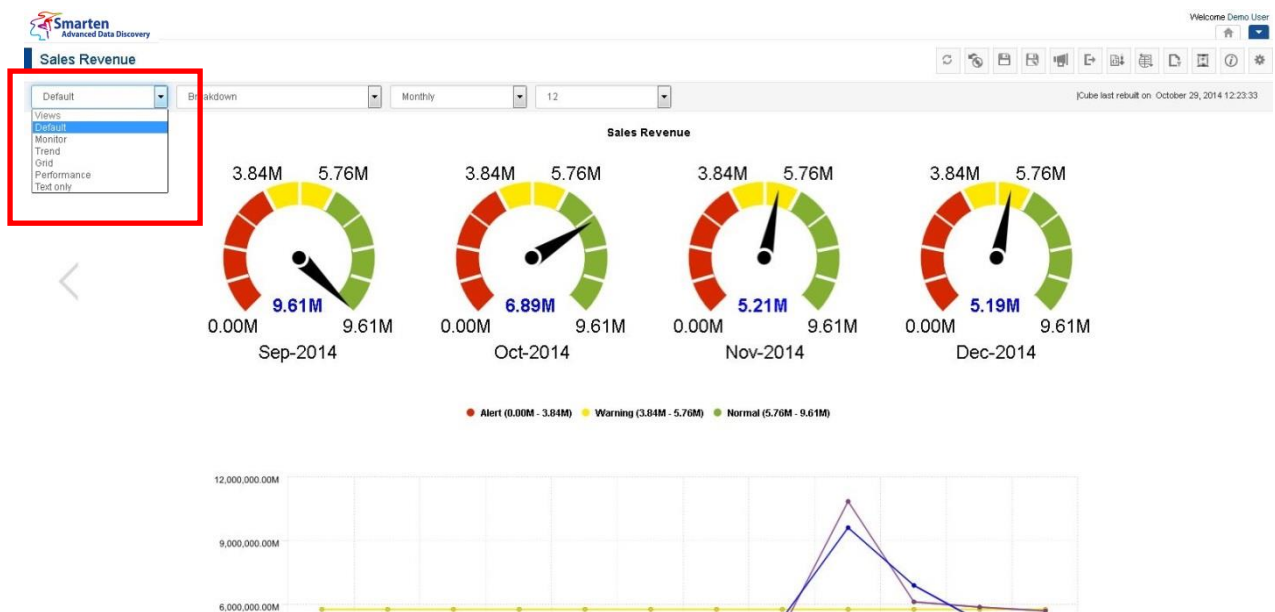 Smarten
Advanced Data Discovery
Welcome Demo User
Sales Revenue
Default Breakdown Monthly 12 |Cube last rebuilt on October 29, 2014 12:23:33
Views
Default
Monitor
Trend
Grid
Performance
Text only
Sales Revenue
3.84M 5.76M 3.84M 5.76M 3.84M 5.76M 3.84M 5.76M
9.61M 6.89M 5.21M 5.19M
0.00M 9.61M 0.00M 9.61M 0.00M 9.61M 0.00M 9.61M
Sep-2014 Oct-2014 Nov-2014 Dec-2014
Alert (0.00M - 3.84M) Warning (3.84M - 5.76M) Normal (5.76M - 9.61M)
12,000,000.00M
9,000,000.00M
6,000,000.00M